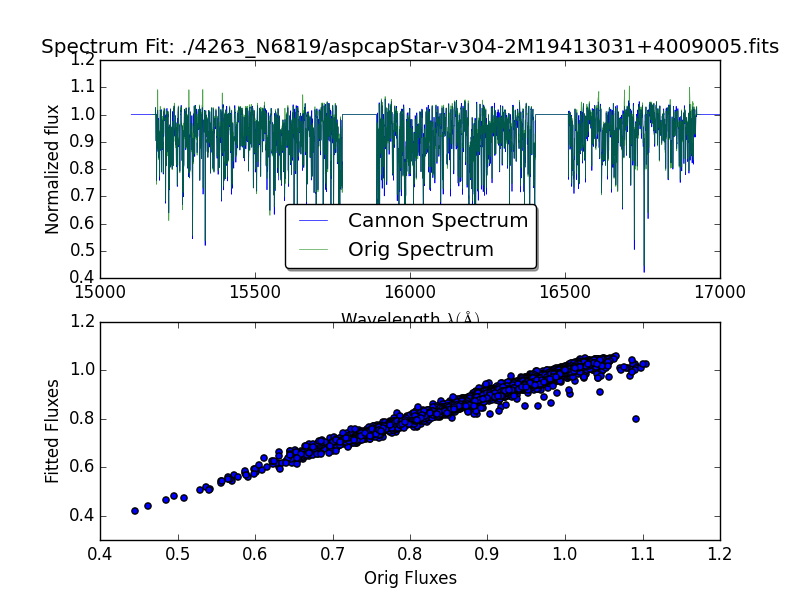 Spectrum Fit: ./4263_N6819/aspcapStar-v304-2M19413031+4009005.fits
1.2
1.1
1.0
0.9
0.8
0.7
0.6
0.5
0.4
Normalized flux
Cannon Spectrum
Orig Spectrum
15000 15500 16000 16500 17000
Wavelength λ(Å)
1.2
1.0
0.8
0.6
0.4
Fitted Fluxes
0.4 0.5 0.6 0.7 0.8 0.9 1.0 1.1 1.2
Orig Fluxes